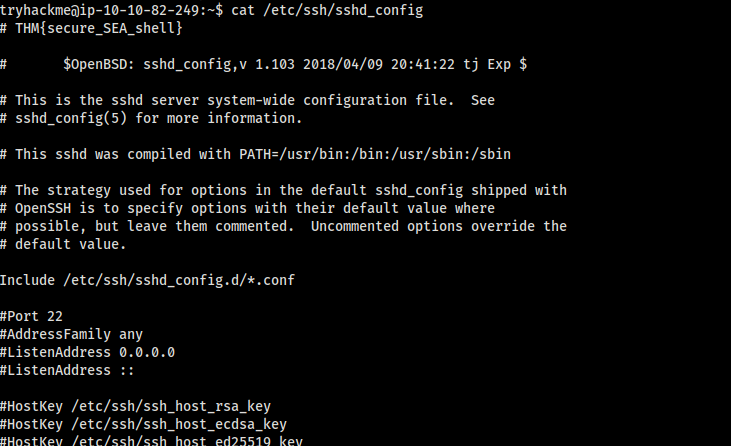 tryhackme@ip-10-10-82-249:~$ cat /etc/ssh/sshd_config
# THM{secure_SEA_shell}
#       $OpenBSD: sshd_config,v 1.103 2018/04/09 20:41:22 tj Exp $
# This is the sshd server system-wide configuration file.  See
# sshd_config(5) for more information.
# This sshd was compiled with PATH=/usr/bin:/bin:/usr/sbin:/sbin
# The strategy used for options in the default sshd_config shipped with
# OpenSSH is to specify options with their default value where
# possible, but leave them commented.  Uncommented options override the
# default value.
Include /etc/ssh/sshd_config.d/*.conf
#Port 22
#AddressFamily any
#ListenAddress 0.0.0.0
#ListenAddress ::
#HostKey /etc/ssh/ssh_host_rsa_key
#HostKey /etc/ssh/ssh_host_ecdsa_key
#HostKey /etc/ssh/ssh_host_ed25519_key